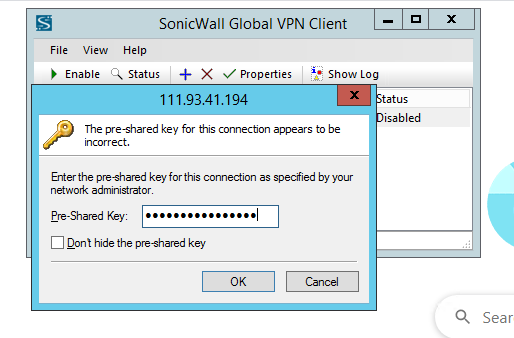 SonicWall Global VPN Client
File View Help
Enable Status Properties Show Log
Status
Disabled
111.93.41.194
The pre-shared key for this connection appears to be
incorrect.
Enter the pre-shared key for this connection as specified by your
network administrator.
Pre-Shared Key: ••••••••••••••••
Don't hide the pre-shared key
OK Cancel